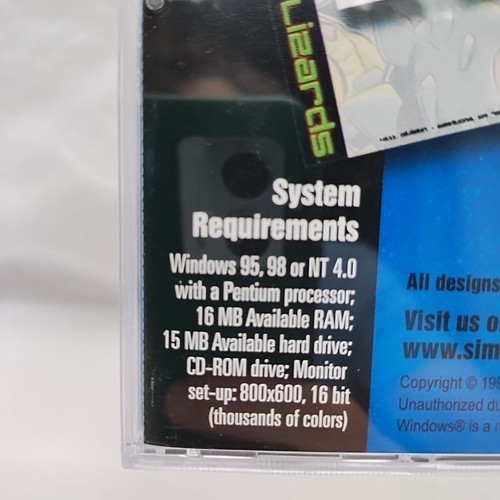 Lizards
System
Requirements
Windows 95, 98 or NT 4.0
with a Pentium processor;
16 MB Available RAM;
15 MB Available hard drive;
CD-ROM drive; Monitor
set-up: 800x600, 16 bit
(thousands of colors)
All designs
Visit us
www.sim
Copyright © 199
Unauthorized du
Windows® is a